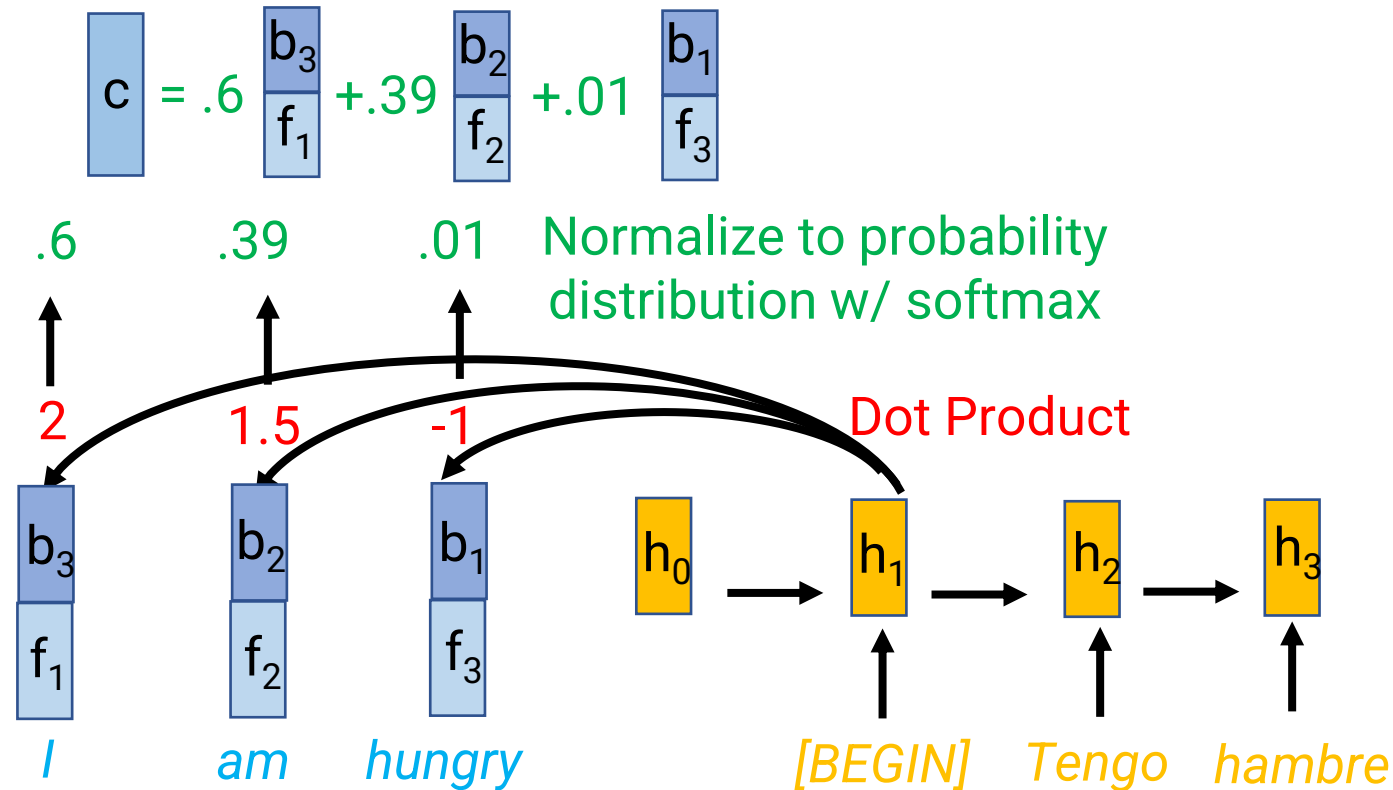 c = .6 b₃ f₁ +.39 b₂ f₂ +.01 b₁ f₃
.6 .39 .01 Normalize to probability
distribution w/ softmax
2 1.5 -1 Dot Product
b₃ b₂ b₁ h₀ h₁ h₂ h₃
f₁ f₂ f₃
I am hungry [BEGIN] Tengo hambre